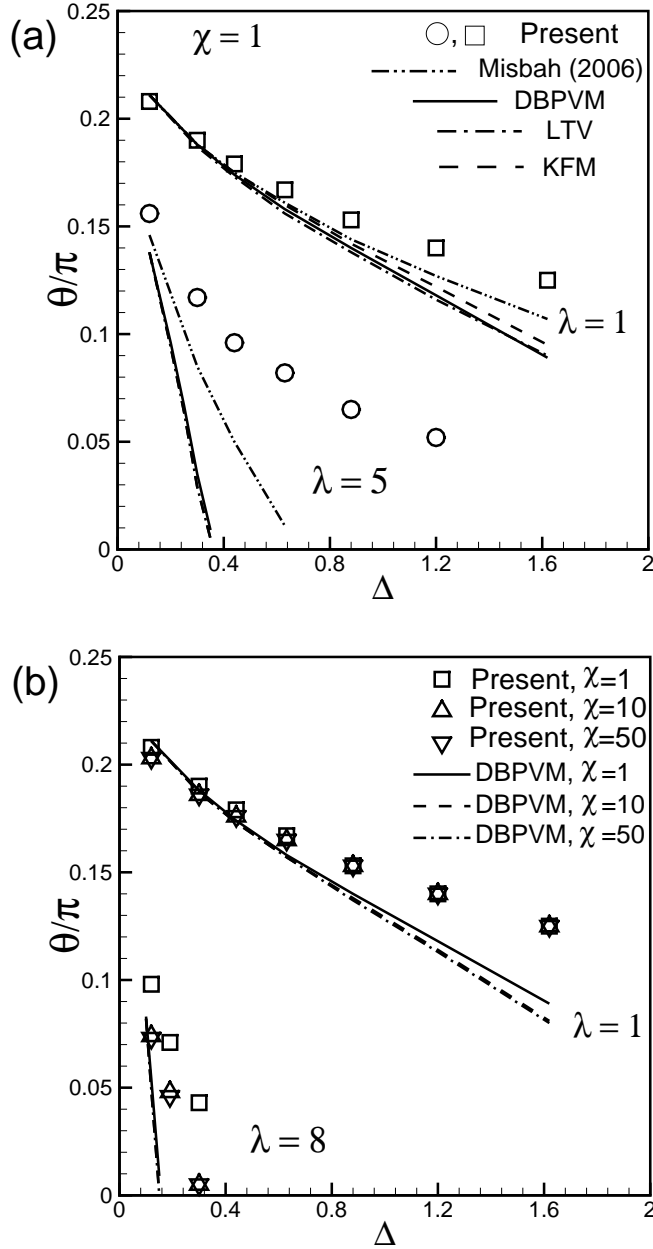 (a)
χ = 1
○, □ Present
Misbah (2006)
DBPVM
LTV
KFM
0.25
0.2
0.15
0.1
0.05
0
θ/π
λ = 1
λ = 5
0 0.4 0.8 1.2 1.6 2
Δ
(b)
Present, χ=1
Present, χ=10
Present, χ=50
DBPVM, χ=1
DBPVM, χ=10
DBPVM, χ=50
0.25
0.2
0.15
0.1
0.05
0
θ/π
λ = 1
λ = 8
0 0.4 0.8 1.2 1.6 2
Δ